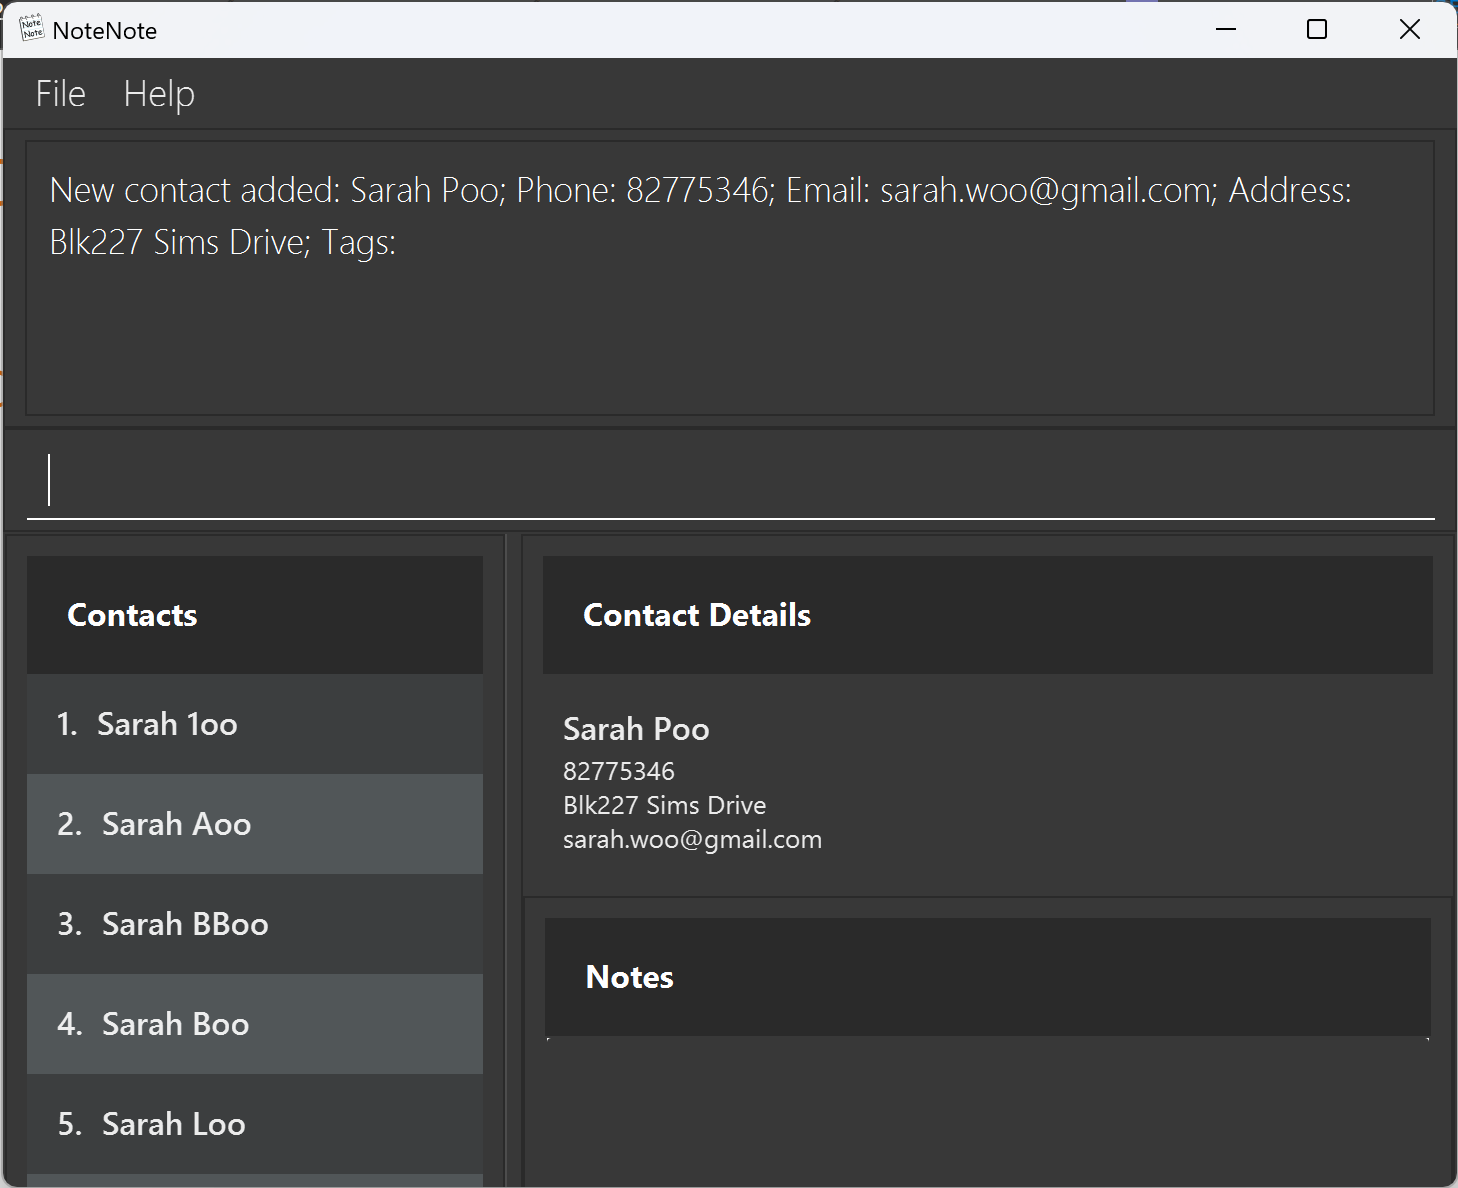 Note
Note
NoteNote
File Help
New contact added: Sarah Poo; Phone: 82775346; Email: sarah.woo@gmail.com; Address:
Blk227 Sims Drive; Tags:
Contacts
1. Sarah 1oo
2. Sarah Aoo
3. Sarah BBoo
4. Sarah Boo
5. Sarah Loo
Contact Details
Sarah Poo
82775346
Blk227 Sims Drive
sarah.woo@gmail.com
Notes